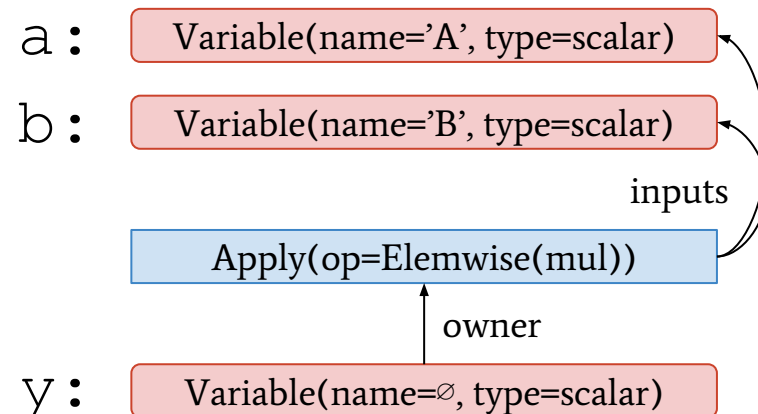 a: Variable(name=’A’, type=scalar)
b: Variable(name=’B’, type=scalar)
inputs
Apply(op=Elemwise(mul))
owner
y: Variable(name=∅, type=scalar)